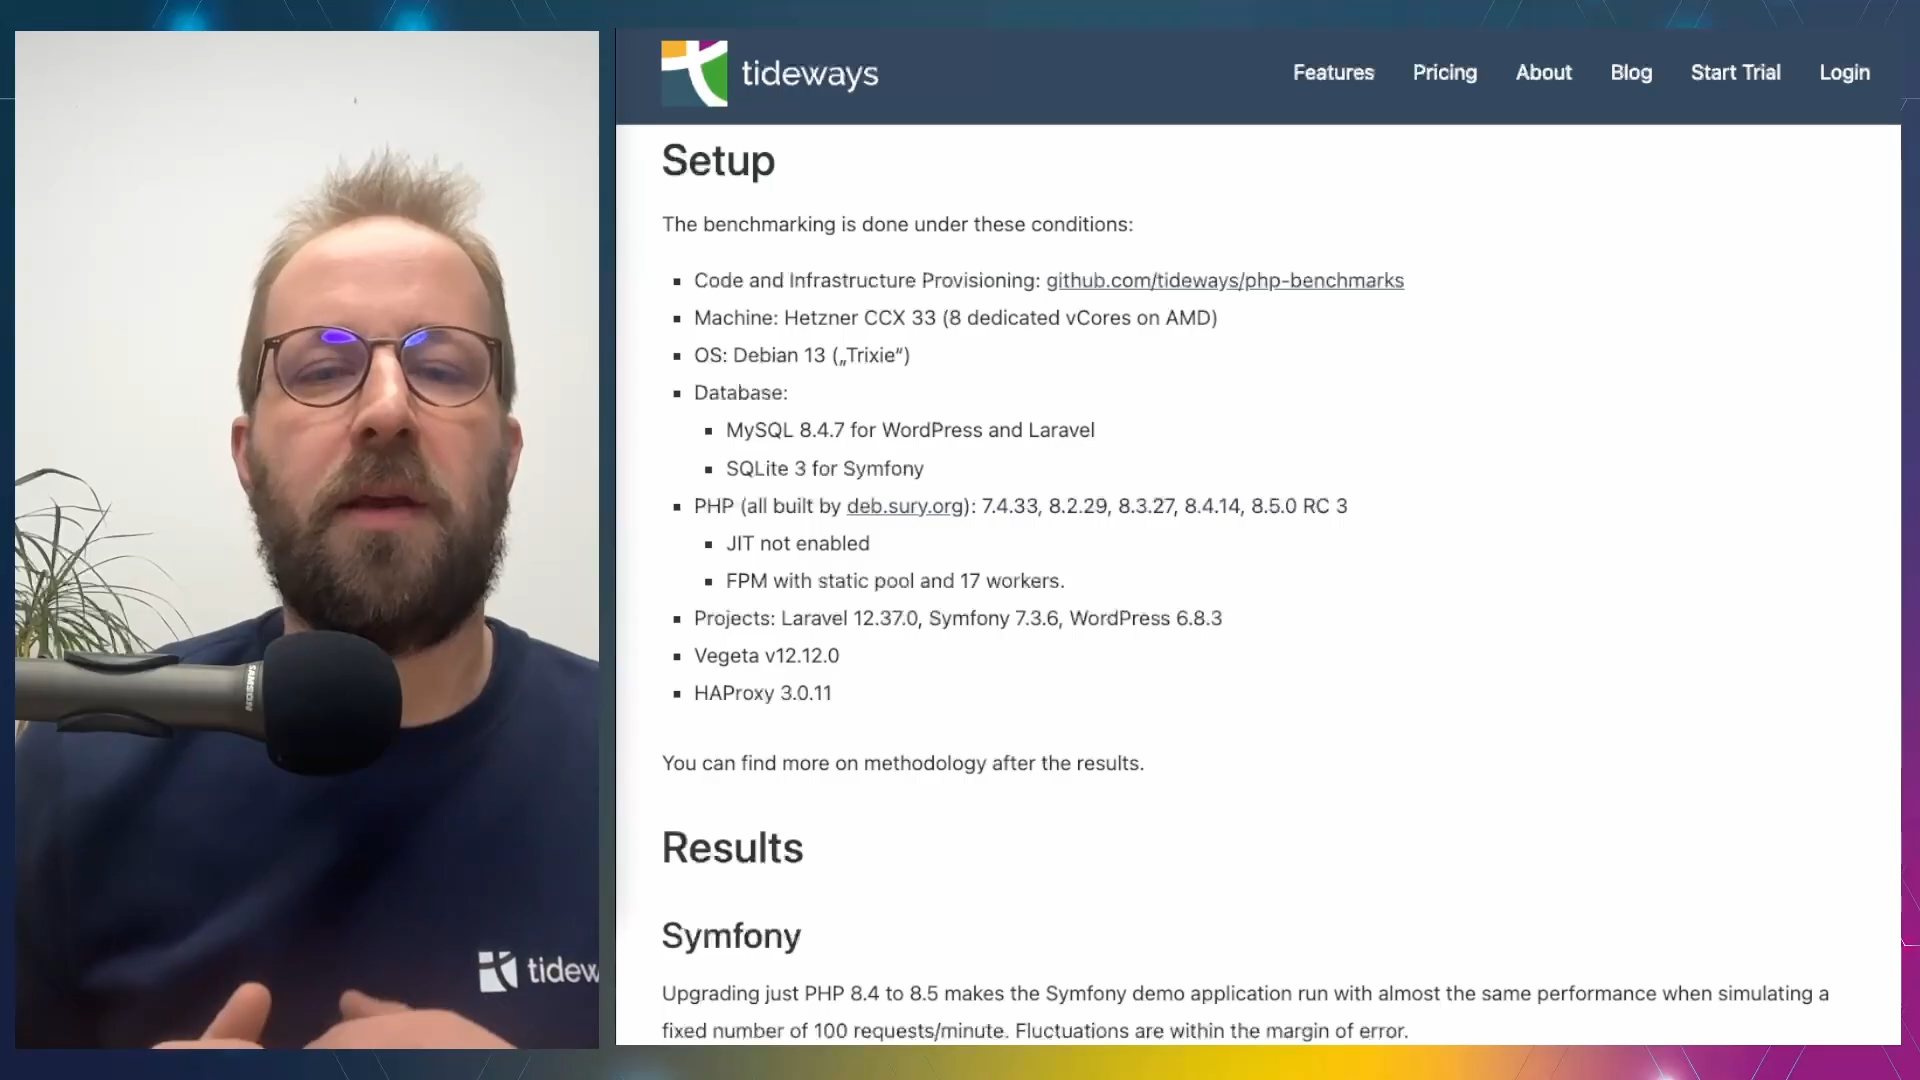 tideways
Features
Pricing
About
Blog
Start Trial
Login
Setup
The benchmarking is done under these conditions:
Code and Infrastructure Provisioning: github.com/tideways/php-benchmarks
Machine: Hetzner CCX 33 (8 dedicated vCores on AMD)
OS: Debian 13 („Trixie“)
Database:
MySQL 8.4.7 for WordPress and Laravel
SQLite 3 for Symfony
PHP (all built by deb.sury.org): 7.4.33, 8.2.29, 8.3.27, 8.4.14, 8.5.0 RC 3
JIT not enabled
FPM with static pool and 17 workers.
Projects: Laravel 12.37.0, Symfony 7.3.6, WordPress 6.8.3
Vegeta v12.12.0
HAProxy 3.0.11
You can find more on methodology after the results.
Results
Symfony
Upgrading just PHP 8.4 to 8.5 makes the Symfony demo application run with almost the same performance when simulating a
fixed number of 100 requests/minute. Fluctuations are within the margin of error.
SAMSON
tidew